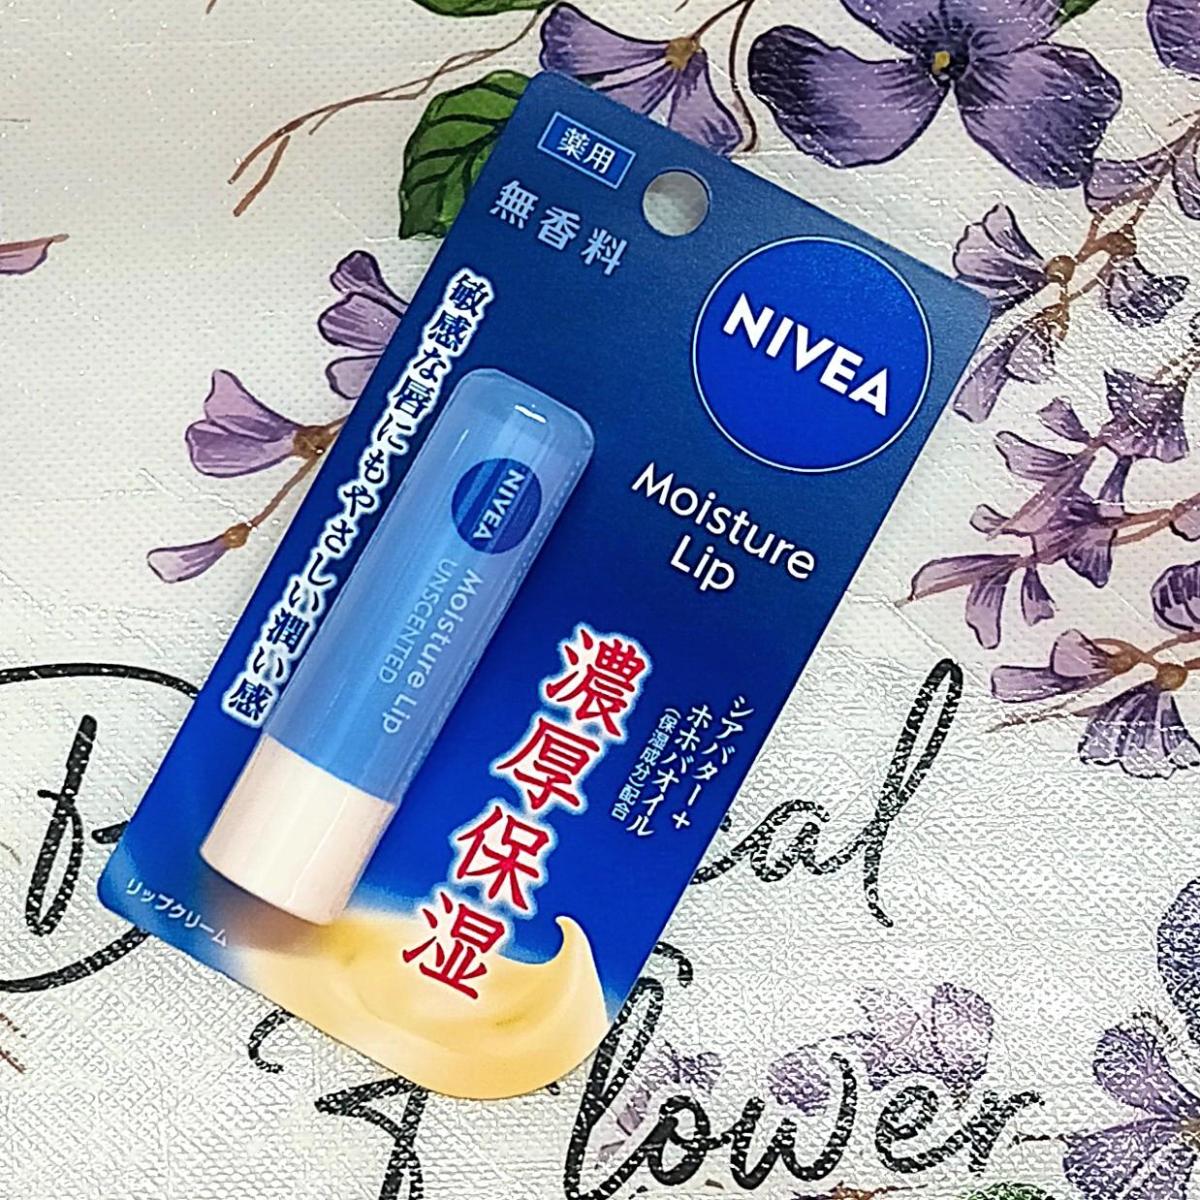 薬用
無香料
NIVEA
Moisture
Lip
敏感な唇にもやさしい潤い感
NIVEA
Moisture Lip
UNSCENTED
シアバター+
ホホバオイル
(保湿成分)配合
濃厚保湿
リップクリーム
flower